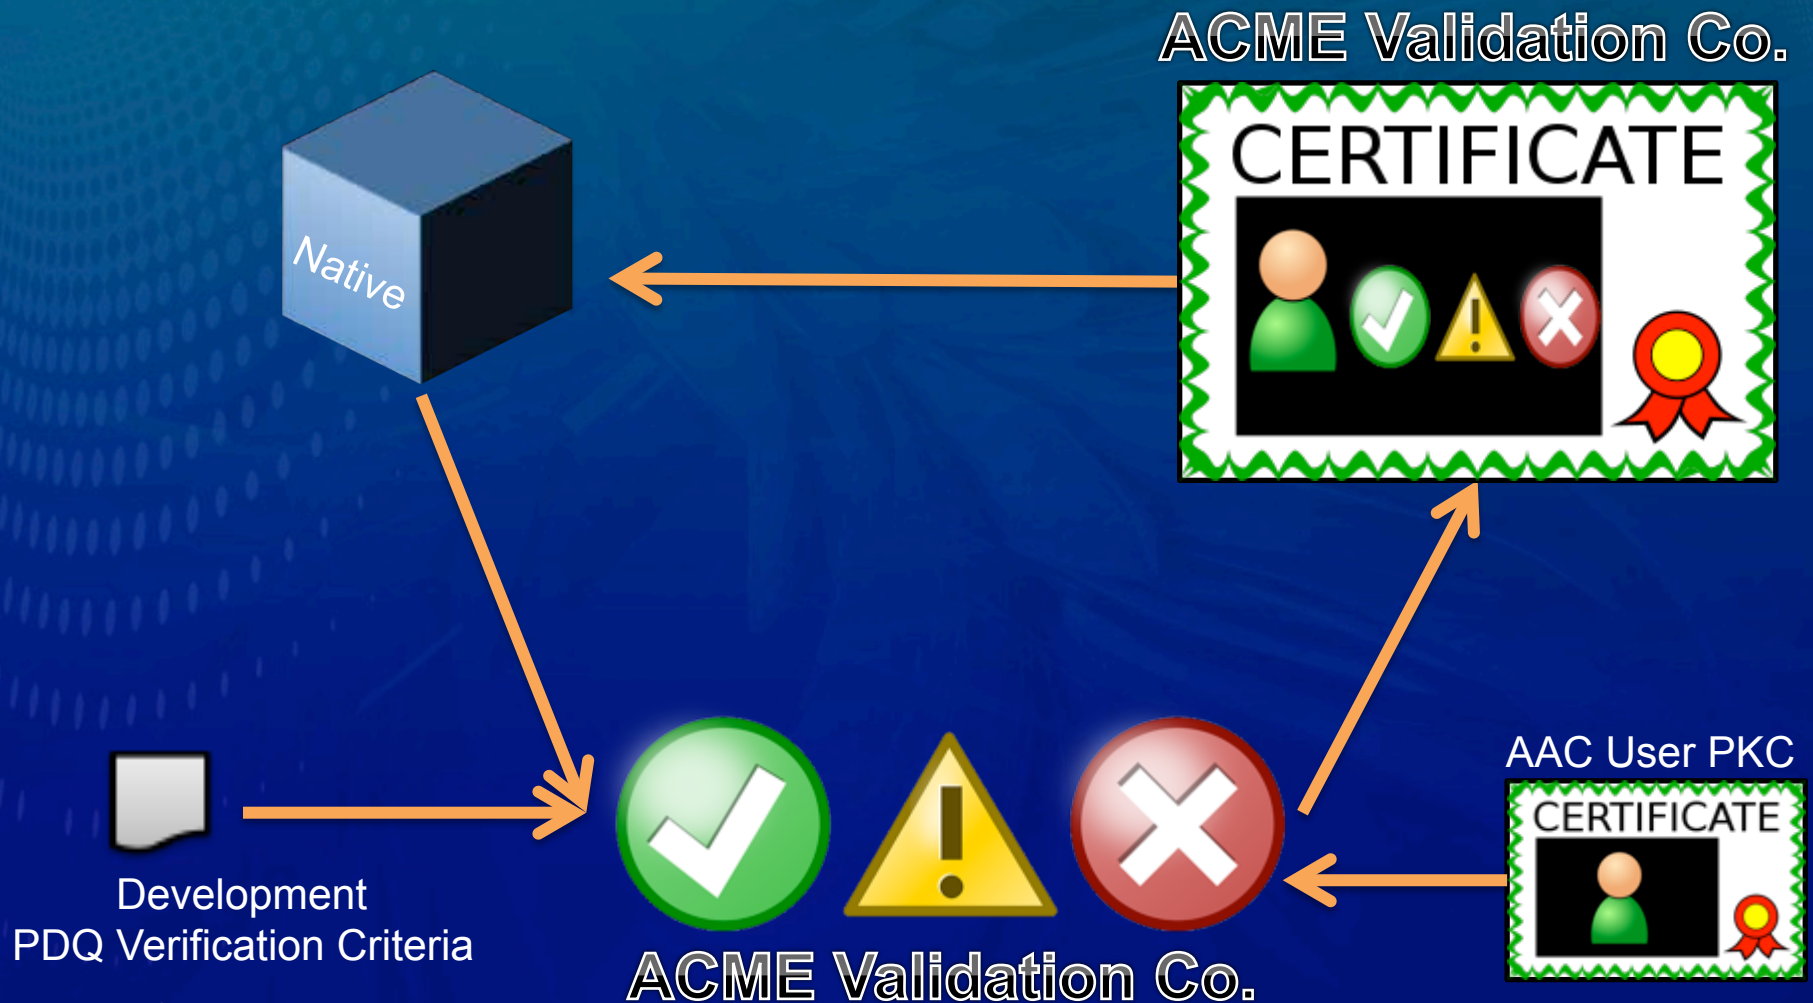 ACME Validation Co.
CERTIFICATE
Native
AAC User PKC
CERTIFICATE
Development
PDQ Verification Criteria
ACME Validation Co.